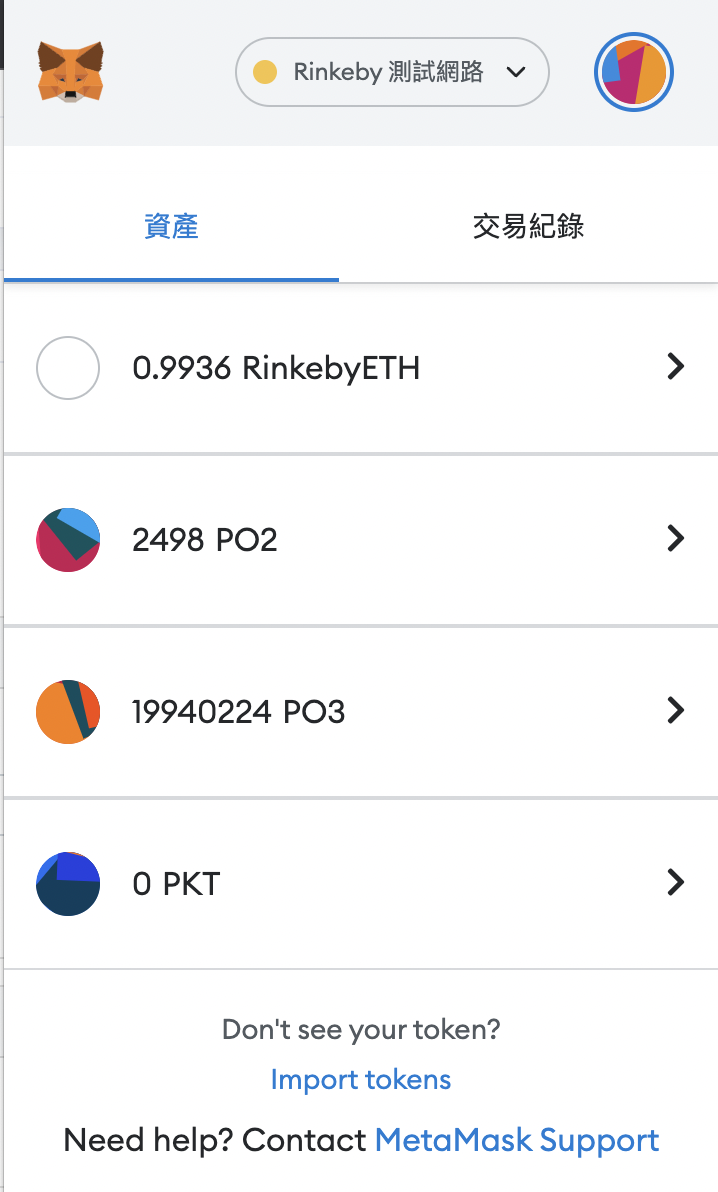 Rinkeby 測試網路
資產
交易紀錄
0.9936 RinkebyETH
2498 PO2
19940224 PO3
0 PKT
Don't see your token?
Import tokens
Need help? Contact MetaMask Support